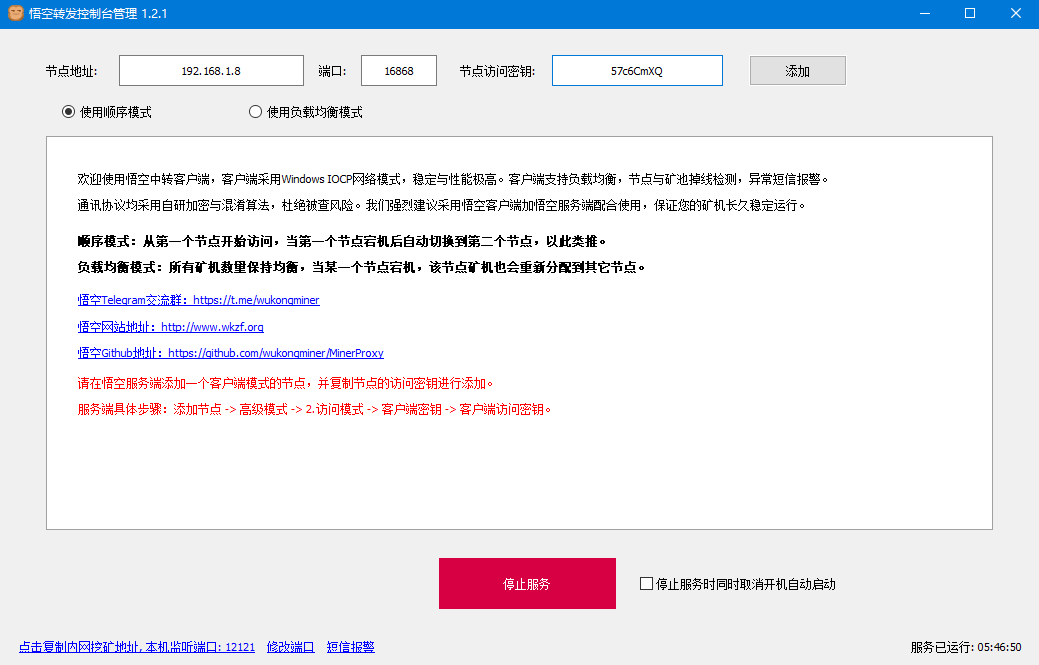 悟空转发控制台管理 1.2.1
节点地址: 192.168.1.8 端口: 16868 节点访问密钥: 57c6CmXQ 添加
使用顺序模式 使用负载均衡模式
欢迎使用悟空中转客户端，客户端采用Windows IOCP网络模式，稳定与性能极高。客户端支持负载均衡，节点与矿池掉线检测，异常短信报警。
通讯协议均采用自研加密与混淆算法，杜绝被查风险。我们强烈建议采用悟空客户端加悟空服务端配合使用，保证您的矿机长久稳定运行。
顺序模式：从第一个节点开始访问，当第一个节点宕机后自动切换到第二个节点，以此类推。
负载均衡模式：所有矿机数量保持均衡，当某一个节点宕机，该节点矿机也会重新分配到其它节点。
悟空Telegram交流群：https://t.me/wukongminer
悟空网站地址：http://www.wkzf.org
悟空Github地址：https://github.com/wukongminer/MinerProxy
请在悟空服务端添加一个客户端模式的节点，并复制节点的访问密钥进行添加。
服务端具体步骤：添加节点 -> 高级模式 -> 2.访问模式 -> 客户端密钥 -> 客户端访问密钥。
停止服务 停止服务时同时取消开机自动启动
点击复制内网挖矿地址, 本机监听端口: 12121 修改端口 短信报警 服务已运行: 05:46:50